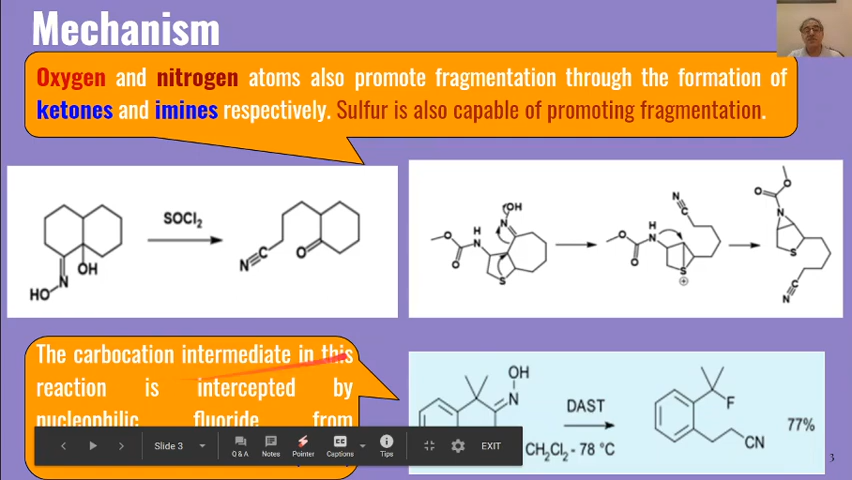 Mechanism
Oxygen and nitrogen atoms also promote fragmentation through the formation of
ketones and imines respectively. Sulfur is also capable of promoting fragmentation.
SOCl2
OH
N
HO
N
O
OH
N
H
N
O
O
S
N
H
N
O
O
S
⊕
O
O
N
S
N
The carbocation intermediate in this
reaction is intercepted by
nucleophilic fluoride from
OH
N
DAST
CH2Cl2 - 78 °C
F
CN
77%
Slide 3
Q & A
Notes
Pointer
CC
Captions
Tips
EXIT
3